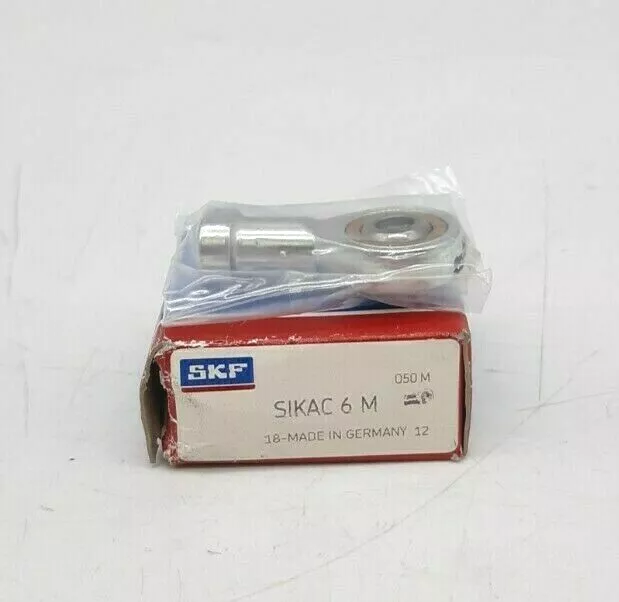 SKF
050 M
SIKAC 6 M
18-MADE IN GERMANY 12